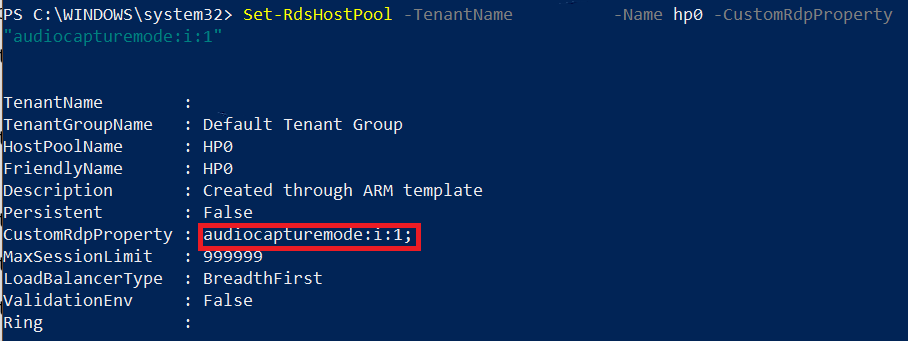 PS C:\WINDOWS\system32> Set-RdsHostPool -TenantName -Name hp0 -CustomRdpProperty
"audiocapturemode:i:1"
TenantName :
TenantGroupName : Default Tenant Group
HostPoolName : HP0
FriendlyName : HP0
Description : Created through ARM template
Persistent : False
CustomRdpProperty : audiocapturemode:i:1;
MaxSessionLimit : 999999
LoadBalancerType : BreadthFirst
ValidationEnv : False
Ring :